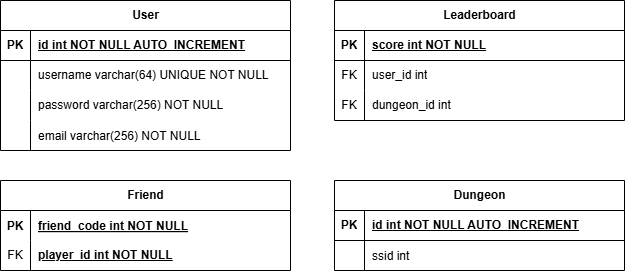 User
PK id int NOT NULL AUTO_INCREMENT
username varchar(64) UNIQUE NOT NULL
password varchar(256) NOT NULL
email varchar(256) NOT NULL
Leaderboard
PK score int NOT NULL
FK user_id int
FK dungeon_id int
Friend
PK friend_code int NOT NULL
FK player_id int NOT NULL
Dungeon
PK id int NOT NULL AUTO_INCREMENT
ssid int